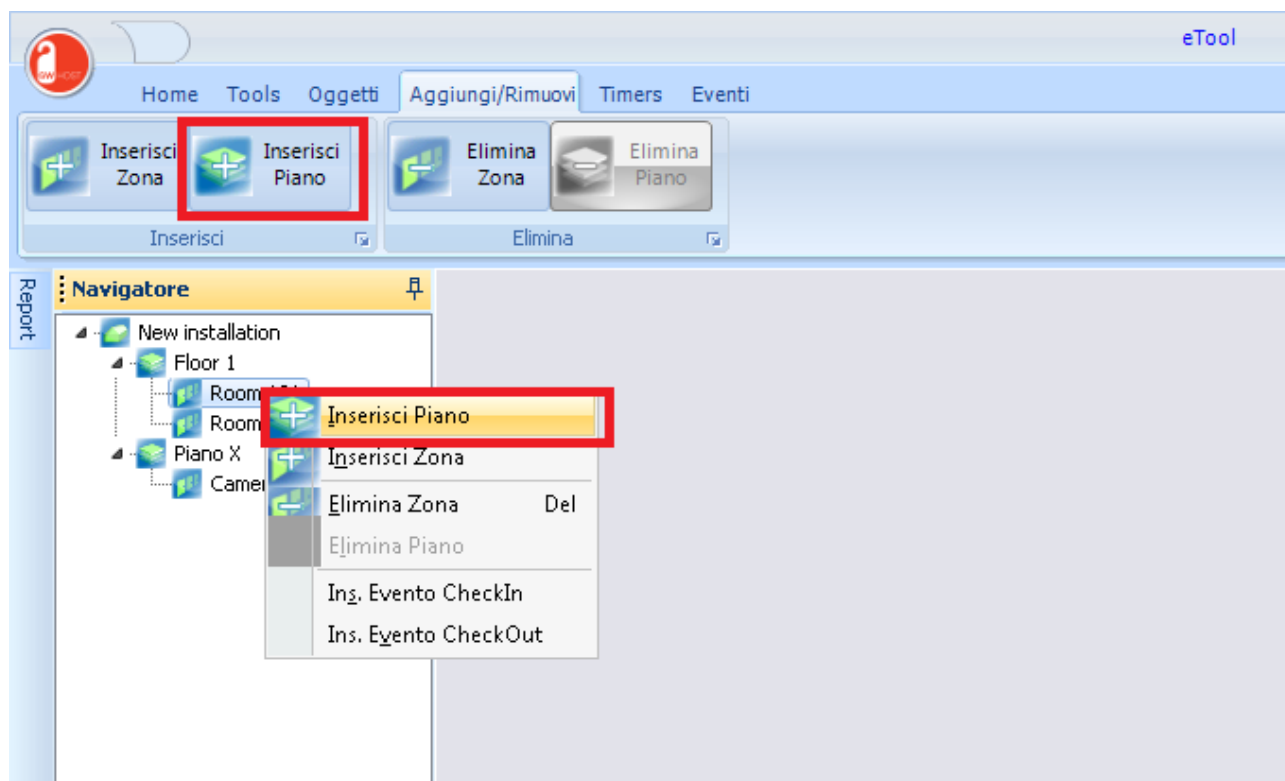 eTool
GW-HOST
Home Tools Oggetti Aggiungi/Rimuovi Timers Eventi
Inserisci Zona
Inserisci Piano
Elimina Zona
Elimina Piano
Inserisci
Elimina
Report
Navigatore
New installation
Floor 1
Room
Room
Piano X
Inserisci Piano
Inserisci Zona
Elimina Zona Del
Elimina Piano
Ins. Evento CheckIn
Ins. Evento CheckOut